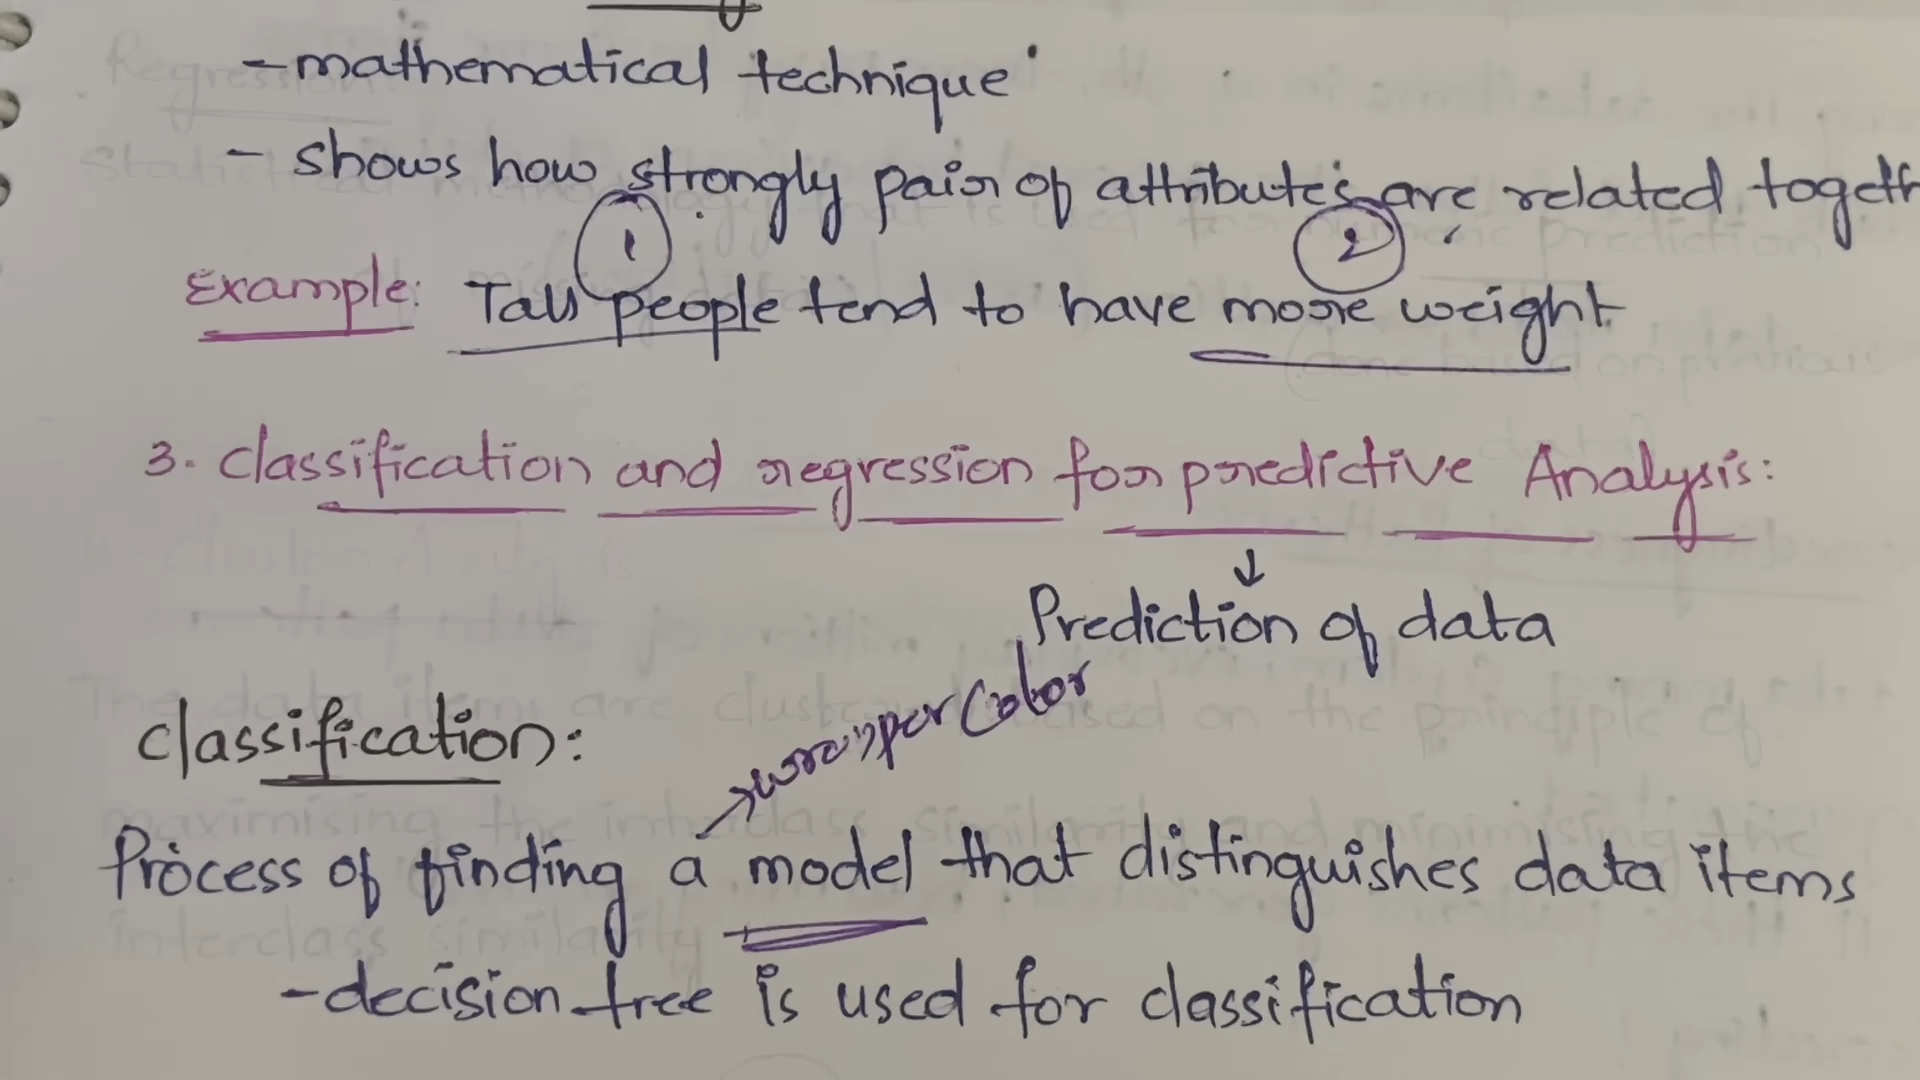 - mathematical technique
- shows how strongly pair of attributes are related togeth
1 2
Example: Tall people tend to have more weight.
3. Classification and regression for predictive Analysis:
↓
Prediction of data
→ wrapper Color
Classification:
Process of finding a model that distinguishes data items
- decision tree is used for classification